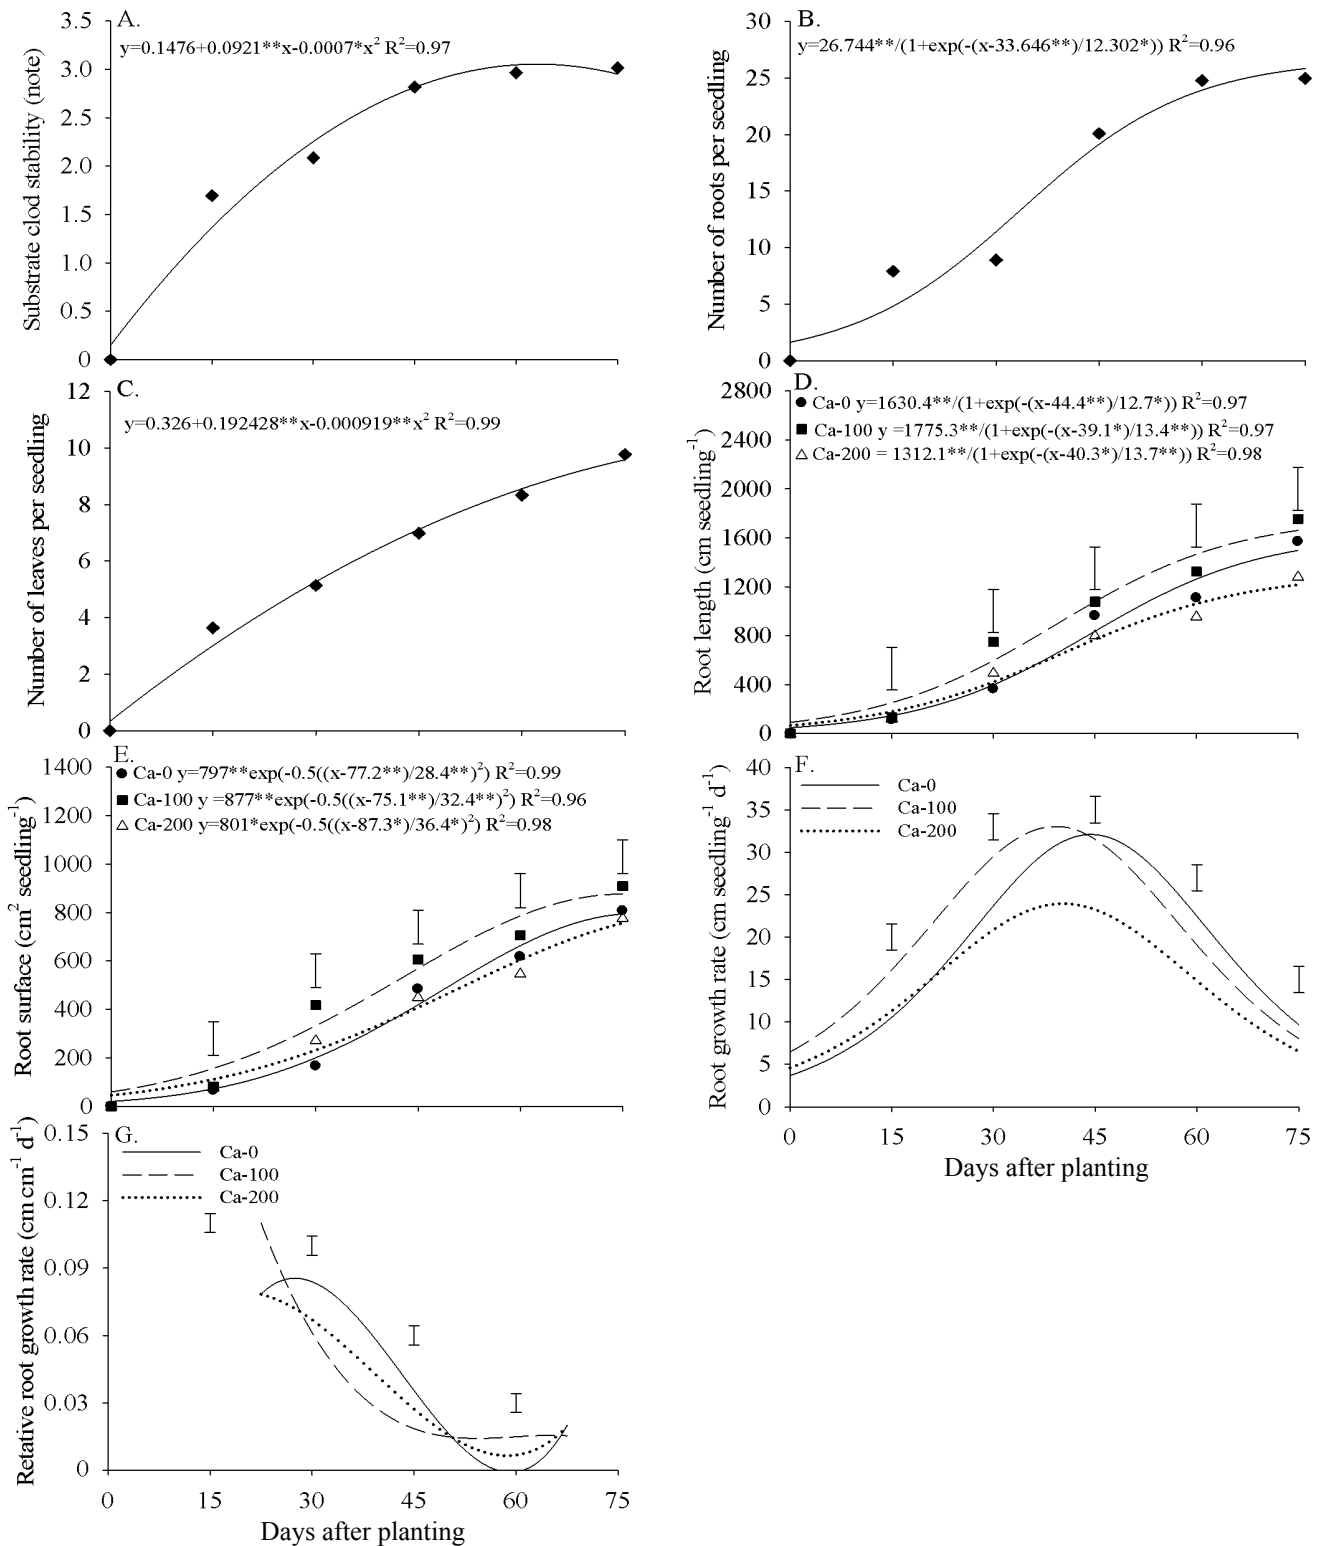 A.
y=0.1476+0.0921**x-0.0007*x² R²=0.97
Substrate clod stability (note)
3.5
3.0
2.5
2.0
1.5
1.0
0.5
0
B.
y=26.744**/(1+exp(-(x-33.646**)/12.302*)) R²=0.96
Number of roots per seedling
30
25
20
15
10
5
0
C.
y=0.326+0.192428**x-0.000919**x² R²=0.99
Number of leaves per seedling
12
10
8
6
4
2
0
D.
Ca-0 y=1630.4**/(1+exp(-(x-44.4**)/12.7*)) R²=0.97
Ca-100 y =1775.3**/(1+exp(-(x-39.1*)/13.4**)) R²=0.97
Ca-200 = 1312.1**/(1+exp(-(x-40.3*)/13.7**)) R²=0.98
Root length (cm seedling⁻¹)
2800
2400
2000
1600
1200
800
400
0
E.
Ca-0 y=797**exp(-0.5((x-77.2**)/28.4**)²) R²=0.99
Ca-100 y =877**exp(-0.5((x-75.1**)/32.4**)²) R²=0.96
Ca-200 y=801*exp(-0.5((x-87.3*)/36.4*)²) R²=0.98
Root surface (cm² seedling⁻¹)
1400
1200
1000
800
600
400
200
0
F.
Ca-0
Ca-100
Ca-200
Root growth rate (cm seedling⁻¹ d⁻¹)
40
35
30
25
20
15
10
5
0
0 15 30 45 60 75
Days after planting
G.
Ca-0
Ca-100
Ca-200
Retative root growth rate (cm cm⁻¹ d⁻¹)
0.15
0.12
0.09
0.06
0.03
0
0 15 30 45 60 75
Days after planting